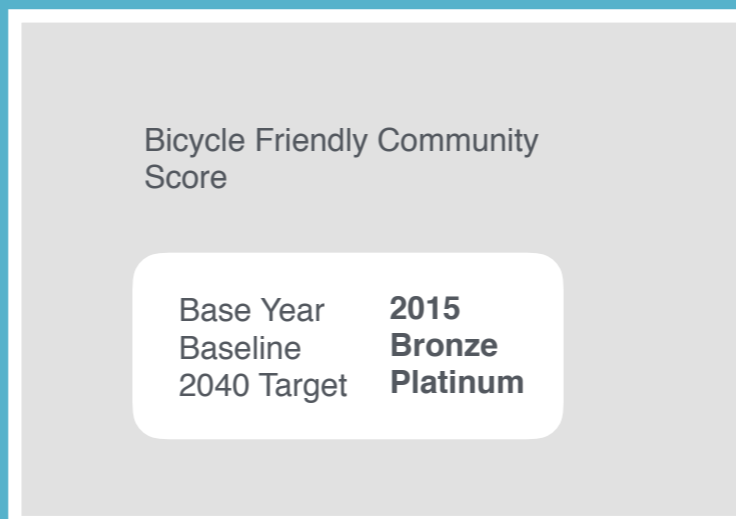 Bicycle Friendly Community
Score
Base Year 2015
Baseline Bronze
2040 Target Platinum